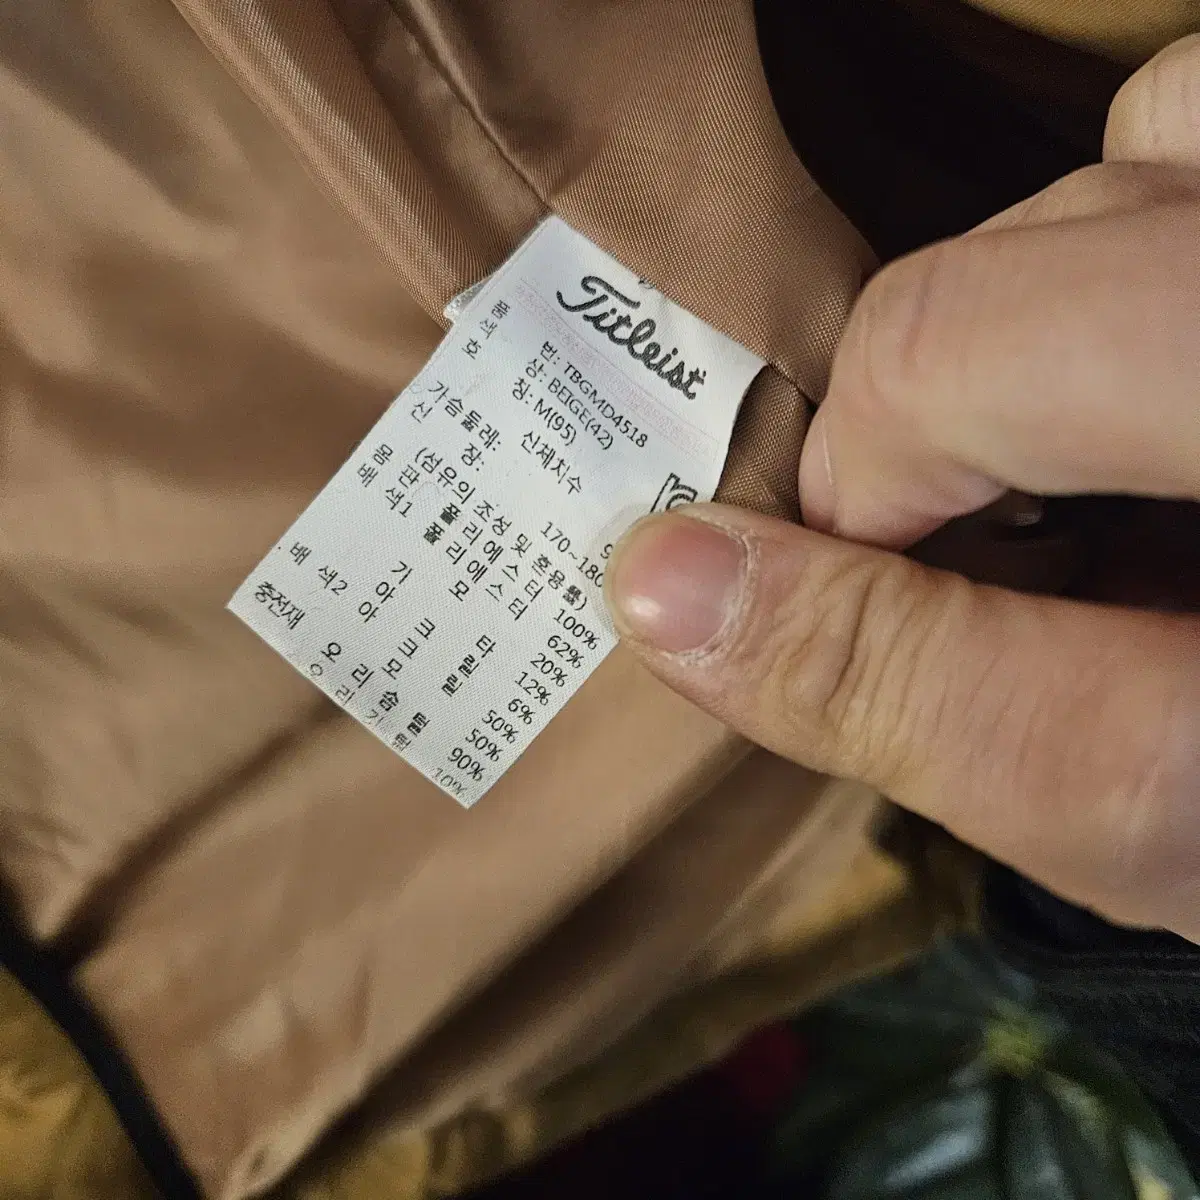 Titleist
품 번: TBGMD4518
색 상: BEIGE(42)
호 칭: M(95)
신체치수
가슴둘레: 9
신 장: 170~180
(섬유의 조성 및 혼용률)
몸 판 폴리에스터 100%
배 색1 폴리에스터 62%
모 20%
기 타 12%
아크릴 6%
배 색2 아크릴 50%
모 50%
충전재 오리솜털 90%
오리깃털 10%